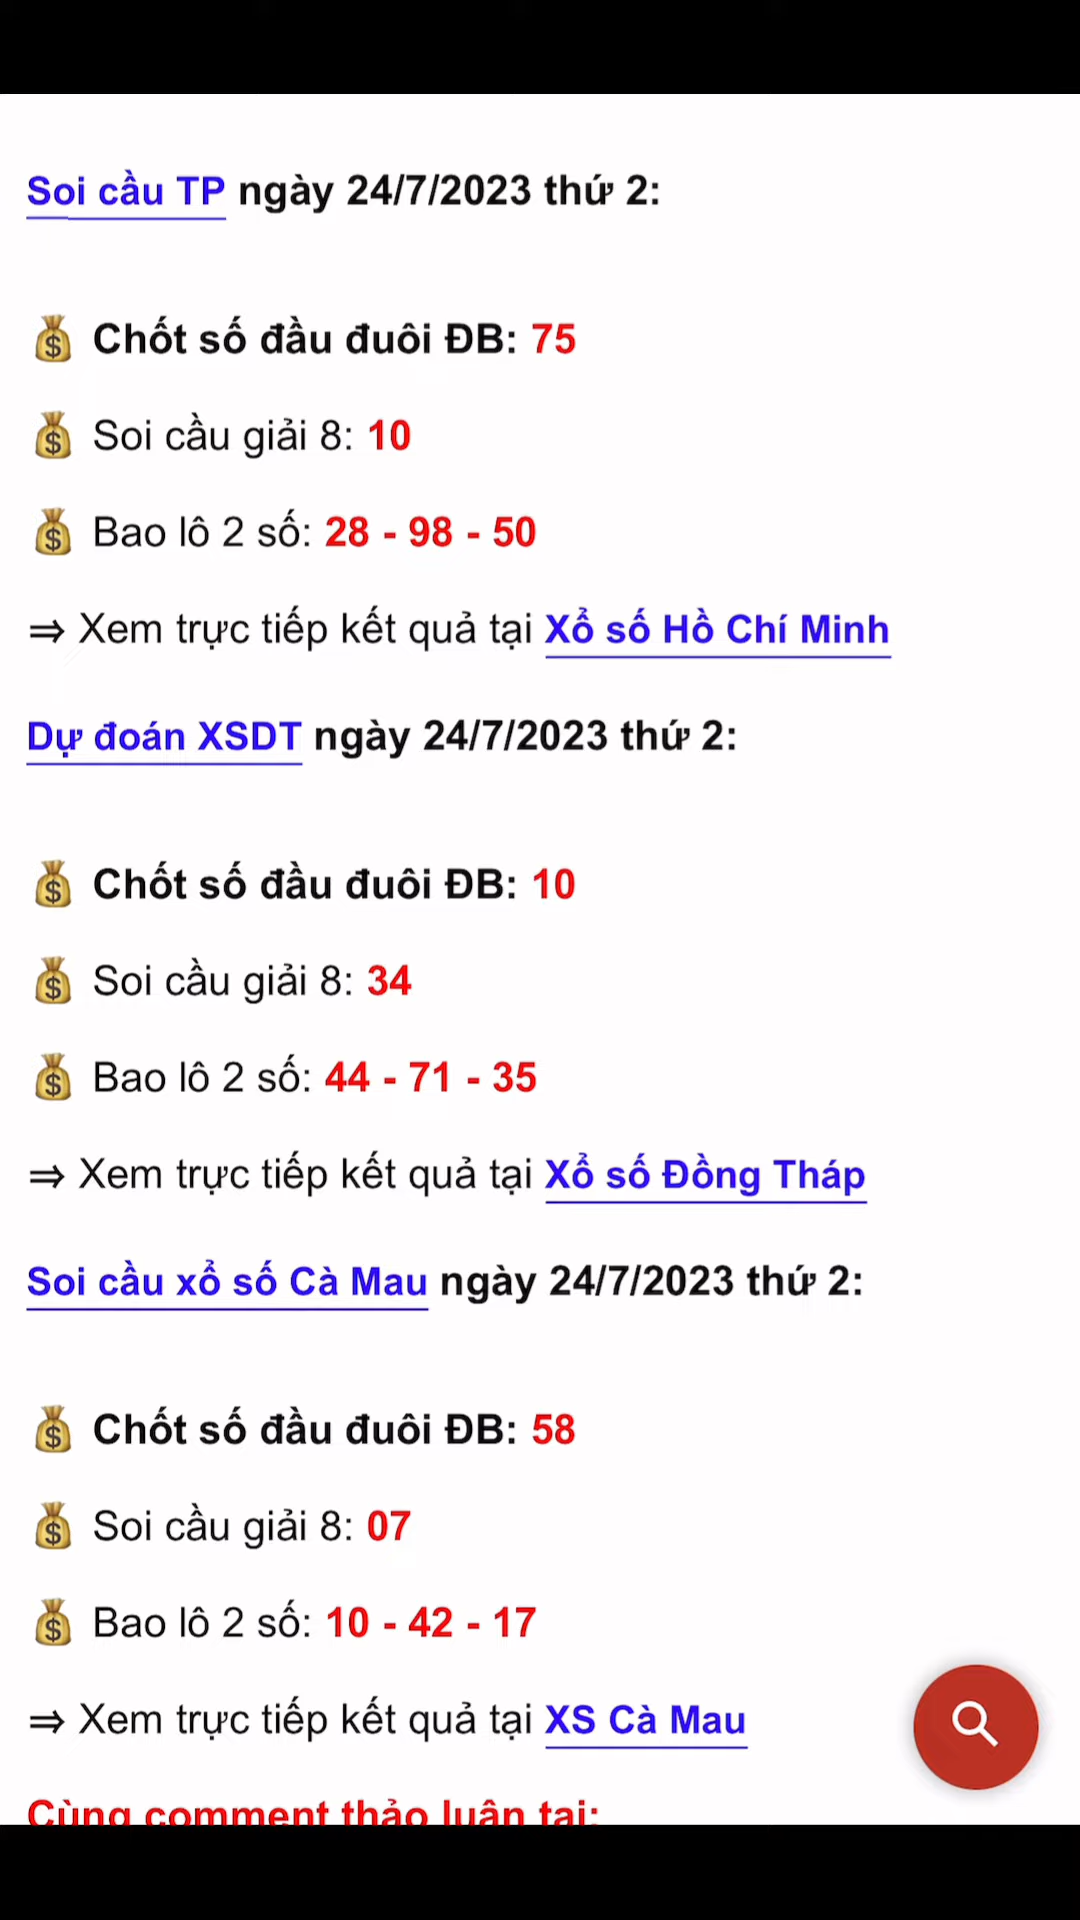 Soi cầu TP ngày 24/7/2023 thứ 2:
Chốt số đầu đuôi ĐB: 75
Soi cầu giải 8: 10
Bao lô 2 số: 28 - 98 - 50
⇒ Xem trực tiếp kết quả tại Xổ số Hồ Chí Minh
Dự đoán XSDT ngày 24/7/2023 thứ 2:
Chốt số đầu đuôi ĐB: 10
Soi cầu giải 8: 34
Bao lô 2 số: 44 - 71 - 35
⇒ Xem trực tiếp kết quả tại Xổ số Đồng Tháp
Soi cầu xổ số Cà Mau ngày 24/7/2023 thứ 2:
Chốt số đầu đuôi ĐB: 58
Soi cầu giải 8: 07
Bao lô 2 số: 10 - 42 - 17
⇒ Xem trực tiếp kết quả tại XS Cà Mau
Cùng comment thảo luận tại: